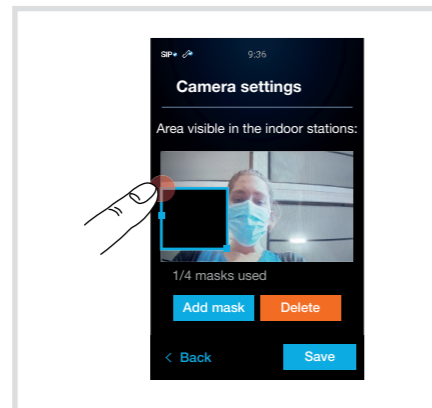 SIP
9:36
Camera settings
Area visible in the indoor stations:
1/4 masks used
Add mask Delete
< Back Save